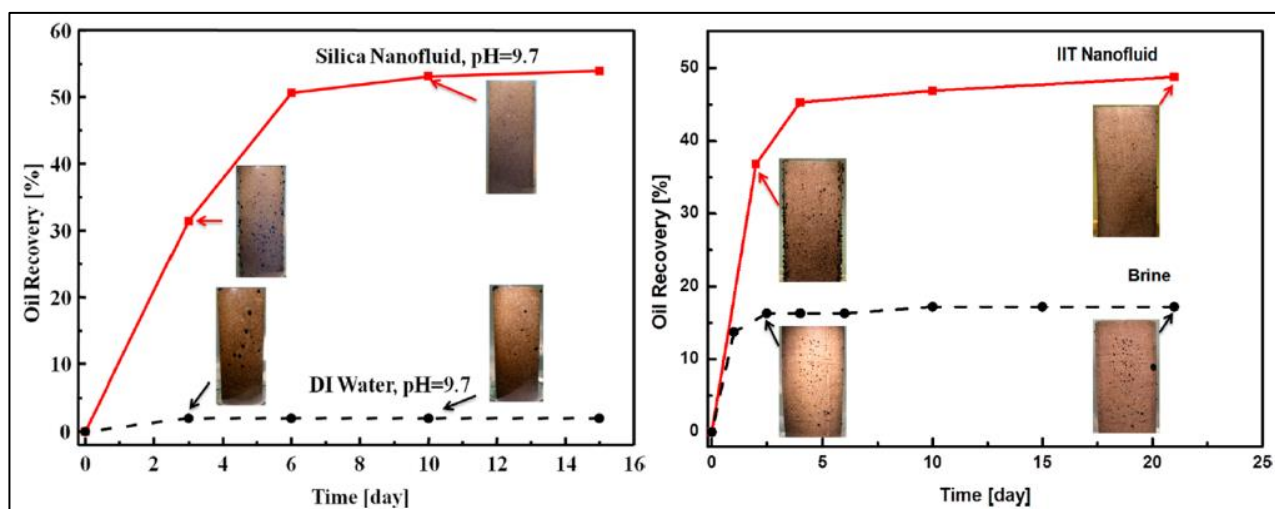 60
50
40
30
20
10
0
Oil Recovery [%]
Silica Nanofluid, pH=9.7
DI Water, pH=9.7
0 2 4 6 8 10 12 14 16
Time [day]
50
40
30
20
10
0
Oil Recovery [%]
IIT Nanofluid
Brine
0 5 10 15 20 25
Time [day]